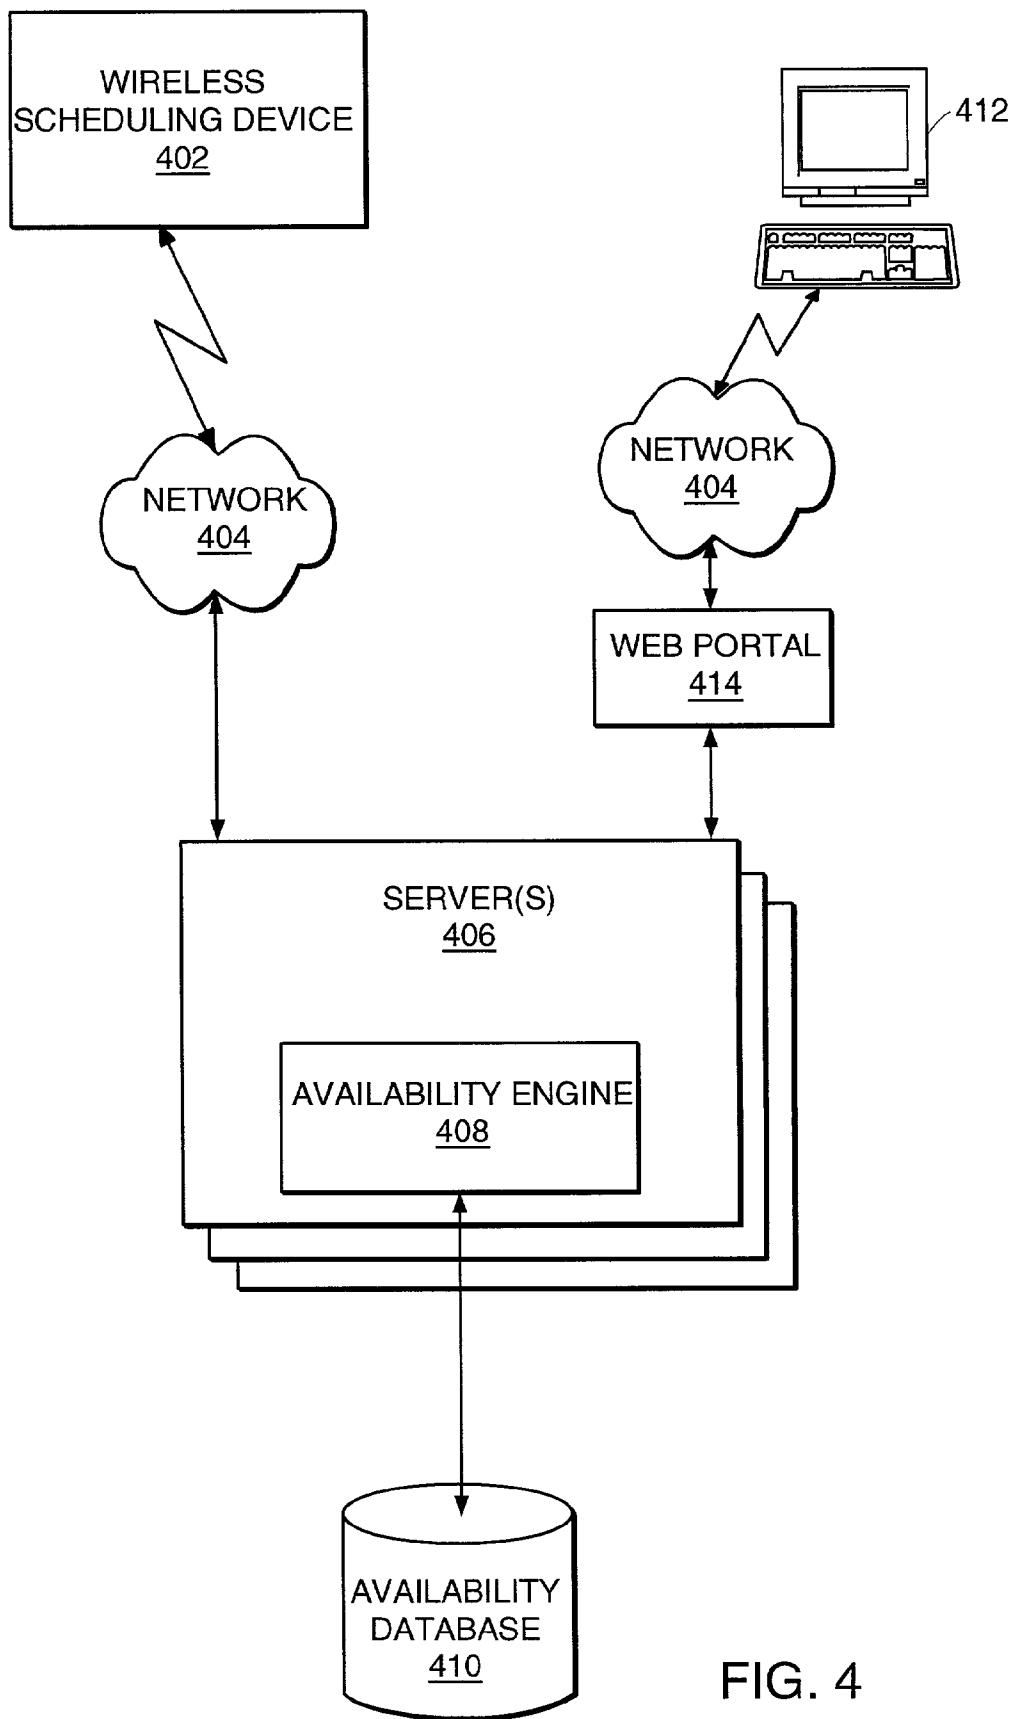 WIRELESS
SCHEDULING DEVICE
402
412
NETWORK
404
NETWORK
404
WEB PORTAL
414
SERVER(S)
406
AVAILABILITY ENGINE
408
AVAILABILITY
DATABASE
410
FIG. 4